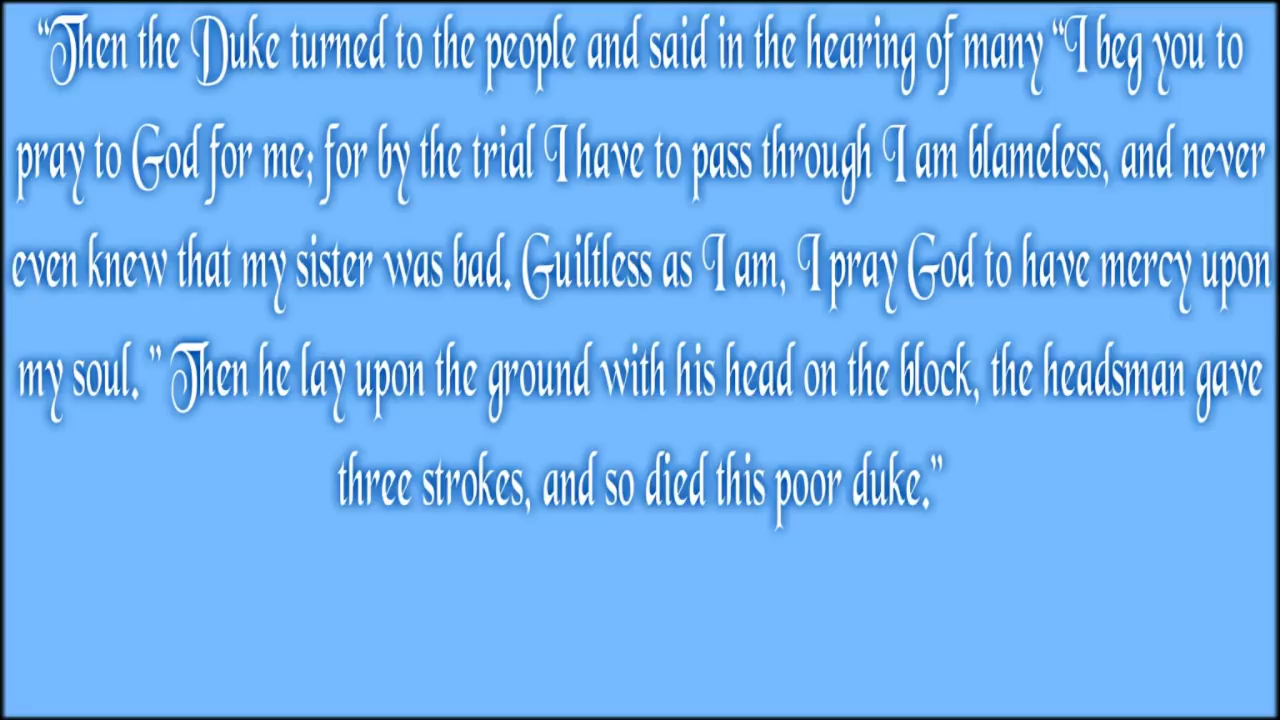 “Then the Duke turned to the people and said in the hearing of many “I beg you to
pray to God for me; for by the trial I have to pass through I am blameless, and never
even knew that my sister was bad. Guiltless as I am, I pray God to have mercy upon
my soul. ” Then he lay upon the ground with his head on the block, the headsman gave
three strokes, and so died this poor duke.”